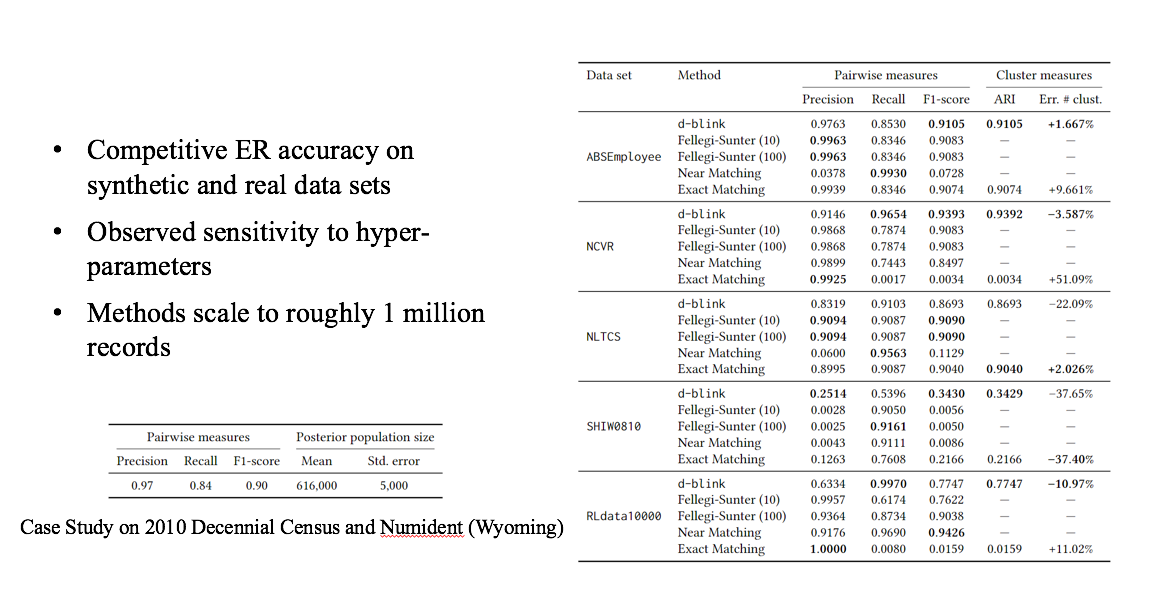 • Competitive ER accuracy on
synthetic and real data sets
• Observed sensitivity to hyper-
parameters
• Methods scale to roughly 1 million
records
Pairwise measures Posterior population size
Precision Recall F1-score Mean Std. error
0.97 0.84 0.90 616,000 5,000
Case Study on 2010 Decennial Census and Numident (Wyoming)
Data set Method Pairwise measures Cluster measures
Precision Recall F1-score ARI Err. # clust.
d-blink 0.9763 0.8530 0.9105 0.9105 +1.667%
Fellegi-Sunter (10) 0.9963 0.8346 0.9083 — —
ABSEmployee Fellegi-Sunter (100) 0.9963 0.8346 0.9083 — —
Near Matching 0.0378 0.9930 0.0728 — —
Exact Matching 0.9939 0.8346 0.9074 0.9074 +9.661%
d-blink 0.9146 0.9654 0.9393 0.9392 −3.587%
Fellegi-Sunter (10) 0.9868 0.7874 0.9083 — —
NCVR Fellegi-Sunter (100) 0.9868 0.7874 0.9083 — —
Near Matching 0.9899 0.7443 0.8497 — —
Exact Matching 0.9925 0.0017 0.0034 0.0034 +51.09%
d-blink 0.8319 0.9103 0.8693 0.8693 −22.09%
Fellegi-Sunter (10) 0.9094 0.9087 0.9090 — —
NLTCS Fellegi-Sunter (100) 0.9094 0.9087 0.9090 — —
Near Matching 0.0600 0.9563 0.1129 — —
Exact Matching 0.8995 0.9087 0.9040 0.9040 +2.026%
d-blink 0.2514 0.5396 0.3430 0.3429 −37.65%
Fellegi-Sunter (10) 0.0028 0.9050 0.0056 — —
SHIW0810 Fellegi-Sunter (100) 0.0025 0.9161 0.0050 — —
Near Matching 0.0043 0.9111 0.0086 — —
Exact Matching 0.1263 0.7608 0.2166 0.2166 −37.40%
d-blink 0.6334 0.9970 0.7747 0.7747 −10.97%
Fellegi-Sunter (10) 0.9957 0.6174 0.7622 — —
RLdata10000 Fellegi-Sunter (100) 0.9364 0.8734 0.9038 — —
Near Matching 0.9176 0.9690 0.9426 — —
Exact Matching 1.0000 0.0080 0.0159 0.0159 +11.02%